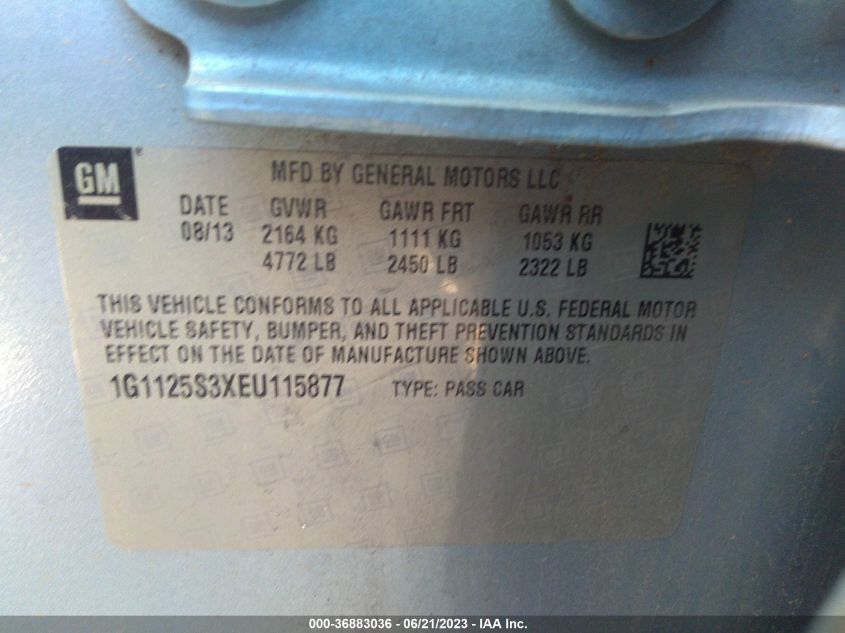 GM
MFD BY GENERAL MOTORS LLC
DATE GVWR GAWR FRT GAWR RR
08/13 2164 KG 1111 KG 1053 KG
4772 LB 2450 LB 2322 LB
THIS VEHICLE CONFORMS TO ALL APPLICABLE U.S. FEDERAL MOTOR
VEHICLE SAFETY, BUMPER, AND THEFT PREVENTION STANDARDS IN
EFFECT ON THE DATE OF MANUFACTURE SHOWN ABOVE.
1G1125S3XEU115877 TYPE: PASS CAR
000-36883036 - 06/21/2023 - IAA Inc.